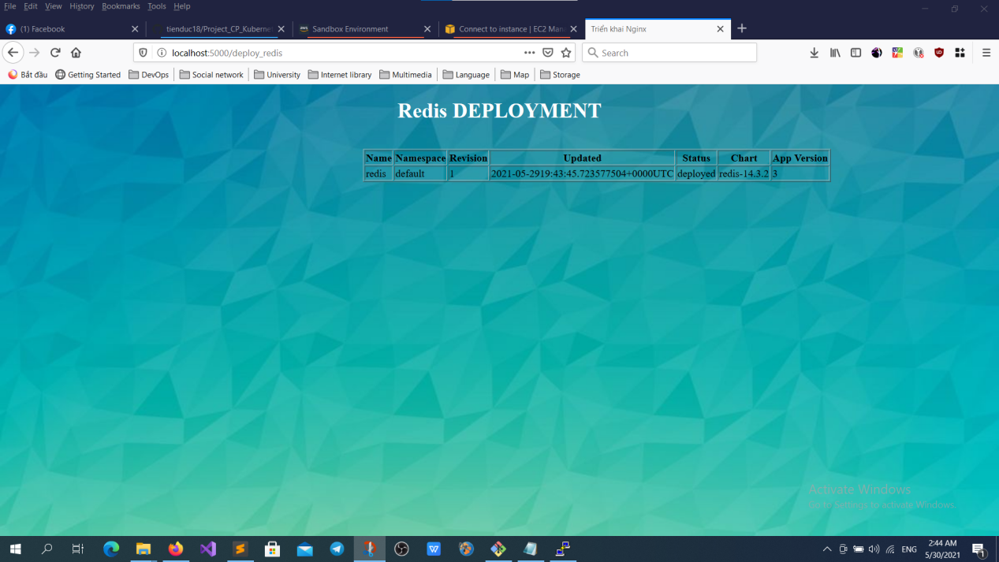 File Edit View History Bookmarks Tools Help
(1) Facebook tienduc18/Project_CP_Kubernet Sandbox Environment Connect to instance | EC2 Mana Triển khai Nginx
localhost:5000/deploy_redis Search
Bắt đầu Getting Started DevOps Social network University Internet library Multimedia Language Map Storage
Redis DEPLOYMENT
Name Namespace Revision Updated Status Chart App Version
redis default 1 2021-05-2919:43:45.723577504+0000UTC deployed redis-14.3.2 3
Activate Windows
Go to Settings to activate Windows.
ENG 2:44 AM
5/30/2021 1